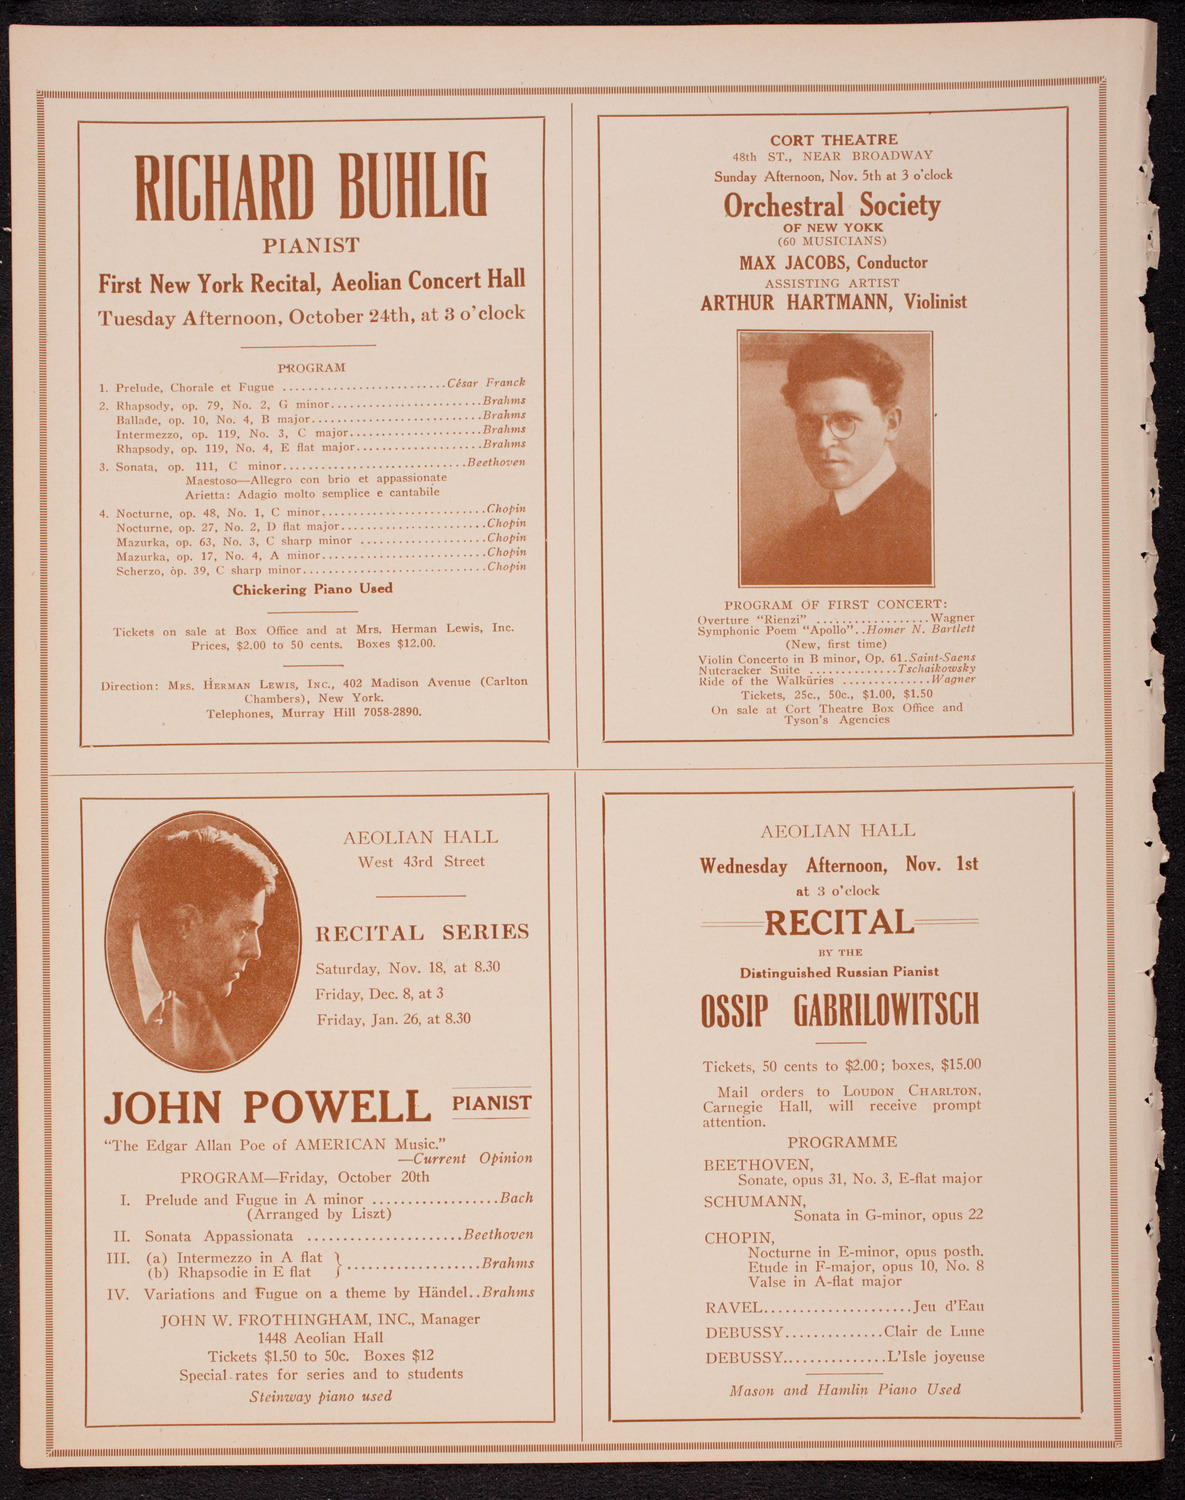 RICHARD BUHLIG
PIANIST
First New York Recital, Aeolian Concert Hall
Tuesday Afternoon, October 24th, at 3 o'clock
PROGRAM
1. Prelude, Chorale et Fugue ..........................César Franck
2. Rhapsody, op. 79, No. 2, G minor........................Brahms
Ballade, op. 10, No. 4, B major...........................Brahms
Intermezzo, op. 119, No. 3, C major.....................Brahms
Rhapsody, op. 119, No. 4, E flat major....................Brahms
3. Sonata, op. 111, C minor.............................Beethoven
Maestoso—Allegro con brio et appassionate
Arietta: Adagio molto semplice e cantabile
4. Nocturne, op. 48, No. 1, C minor..........................Chopin
Nocturne, op. 27, No. 2, D flat major.......................Chopin
Mazurka, op. 63, No. 3, C sharp minor ....................Chopin
Mazurka, op. 17, No. 4, A minor..........................Chopin
Scherzo, op. 39, C sharp minor.............................Chopin
Chickering Piano Used
Tickets on sale at Box Office and at Mrs. Herman Lewis, Inc.
Prices, $2.00 to 50 cents. Boxes $12.00.
Direction: MRS. HERMAN LEWIS, INC., 402 Madison Avenue (Carlton
Chambers), New York.
Telephones, Murray Hill 7058-2890.
CORT THEATRE
48th ST., NEAR BROADWAY
Sunday Afternoon, Nov. 5th at 3 o'clock
Orchestral Society
OF NEW YOKK
(60 MUSICIANS)
MAX JACOBS, Conductor
ASSISTING ARTIST
ARTHUR HARTMANN, Violinist
PROGRAM OF FIRST CONCERT:
Overture "Rienzi" ..................Wagner
Symphonic Poem "Apollo"..Homer N. Bartlett
(New, first time)
Violin Concerto in B minor, Op. 61.Saint-Saens
Nutcracker Suite ..............Tschaikowsky
Ride of the Walküries ..............Wagner
Tickets, 25c., 50c., $1.00, $1.50
On sale at Cort Theatre Box Office and
Tyson's Agencies
AEOLIAN HALL
West 43rd Street
RECITAL SERIES
Saturday, Nov. 18, at 8.30
Friday, Dec. 8, at 3
Friday, Jan. 26, at 8.30
JOHN POWELL PIANIST
"The Edgar Allan Poe of AMERICAN Music."
—Current Opinion
PROGRAM—Friday, October 20th
I. Prelude and Fugue in A minor ..................Bach
(Arranged by Liszt)
II. Sonata Appassionata ......................Beethoven
III. (a) Intermezzo in A flat
(b) Rhapsodie in E flat } ...................Brahms
IV. Variations and Fugue on a theme by Händel..Brahms
JOHN W. FROTHINGHAM, INC., Manager
1448 Aeolian Hall
Tickets $1.50 to 50c. Boxes $12
Special rates for series and to students
Steinway piano used
AEOLIAN HALL
Wednesday Afternoon, Nov. 1st
at 3 o'clock
RECITAL
BY THE
Distinguished Russian Pianist
OSSIP GABRILOWITSCH
Tickets, 50 cents to $2.00; boxes, $15.00
Mail orders to LOUDON CHARLTON,
Carnegie Hall, will receive prompt
attention.
PROGRAMME
BEETHOVEN,
Sonate, opus 31, No. 3, E-flat major
SCHUMANN,
Sonata in G-minor, opus 22
CHOPIN,
Nocturne in E-minor, opus posth.
Etude in F-major, opus 10, No. 8
Valse in A-flat major
RAVEL.....................Jeu d'Eau
DEBUSSY..............Clair de Lune
DEBUSSY...............L'Isle joyeuse
Mason and Hamlin Piano Used